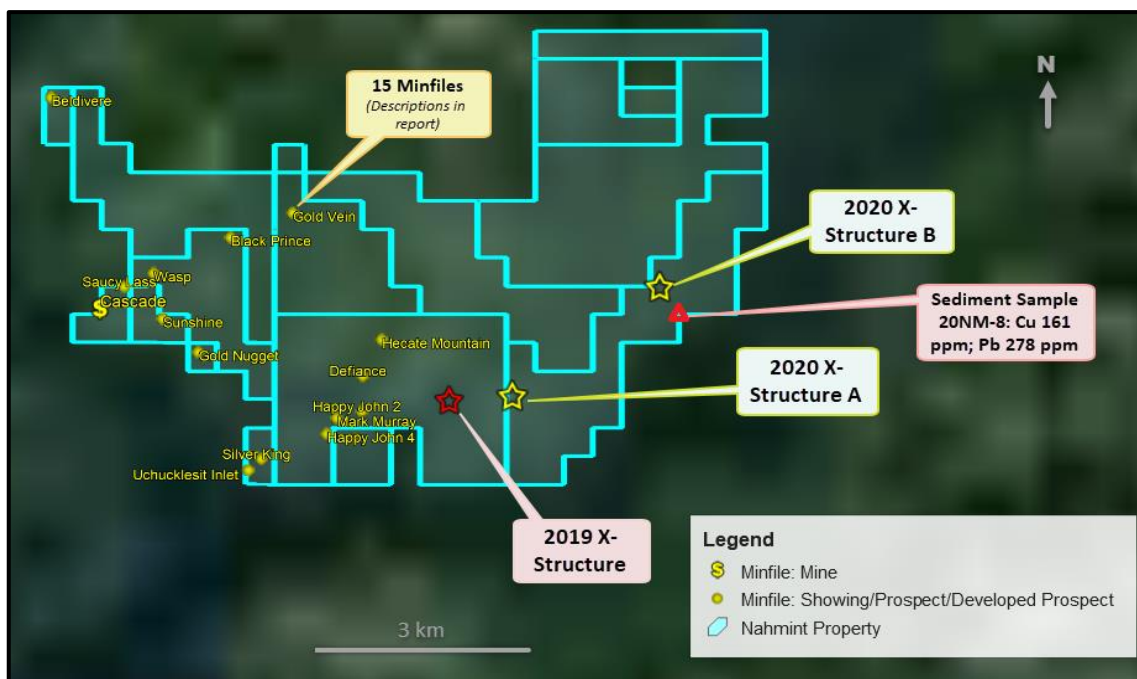 N
Beldivere
15 Minfiles
(Descriptions in
report)
Gold Vein
2020 X-
Structure B
Black Prince
Wasp
Saucy Lass
Cascade
Sunshine
Sediment Sample
20NM-8: Cu 161
ppm; Pb 278 ppm
Gold Nugget
Hecate Mountain
Defiance
2020 X-
Structure A
Happy John 2
Mark Murray
Happy John 4
Silver King
Uchucklesit Inlet
2019 X-
Structure
3 km
Legend
$ Minfile: Mine
Minfile: Showing/Prospect/Developed Prospect
Nahmint Property